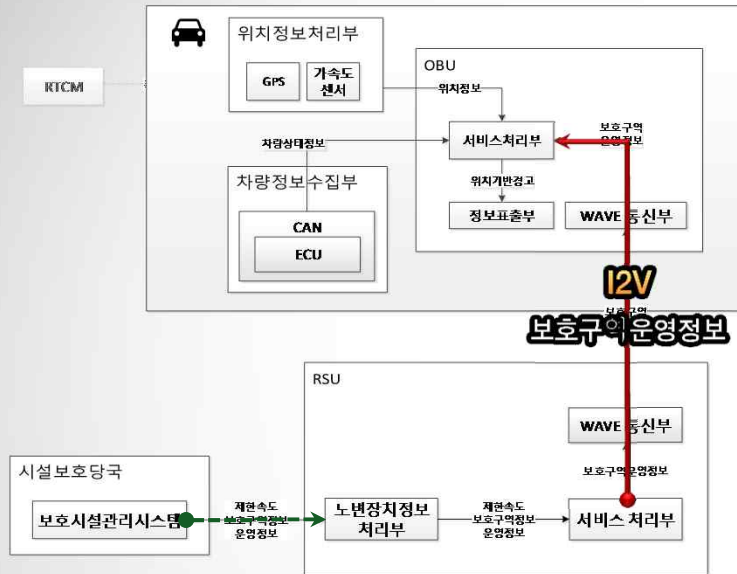 위치정보처리부
GPS
가속도
센서
RTCM
OBU
위치정보
서비스처리부
보호구역
운영정보
차량상태정보
위치기반경고
차량정보수집부
정보표출부
WAVE 통신부
CAN
ECU
I2V
보호구역
보호구역운영정보
RSU
WAVE 통신부
보호구역운영정보
시설보호당국
보호시설관리시스템
제한속도
보호구역정보
운영정보
노변장치정보
처리부
제한속도
보호구역정보
운영정보
서비스 처리부